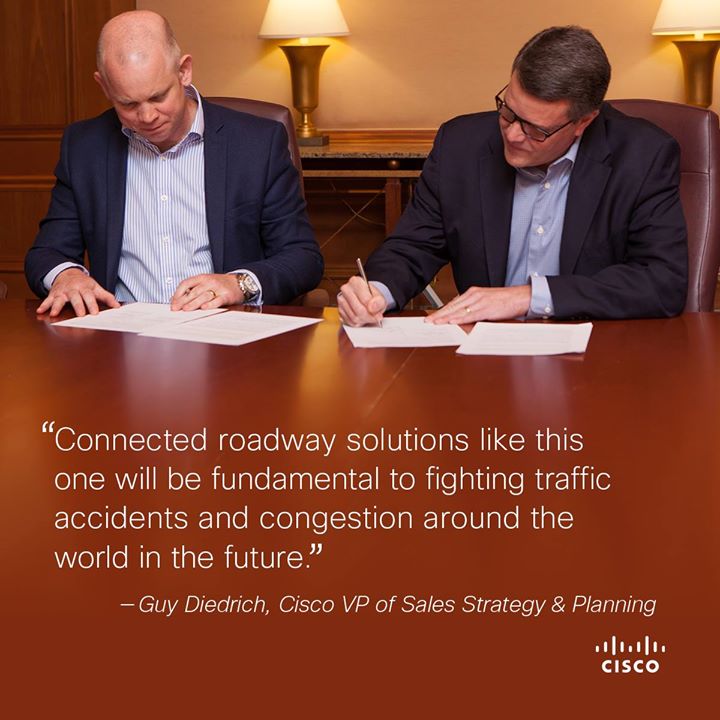 “Connected roadway solutions like this
one will be fundamental to fighting traffic
accidents and congestion around the
world in the future.”
– Guy Diedrich, Cisco VP of Sales Strategy & Planning
CISCO